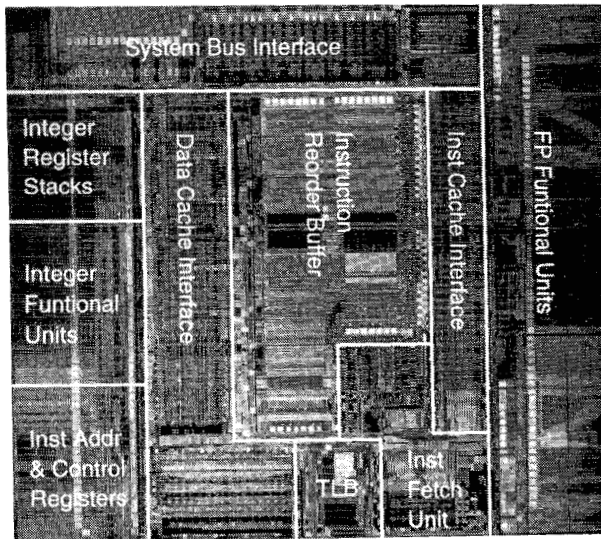 System Bus Interface
Integer
Register
Stacks
Data Cache Interface
Instruction
Reorder Buffer
Inst Cache Interface
FP Funtional Units
Integer
Funtional
Units
Inst Addr
& Control
Registers
TLB
Inst
Fetch
Unit